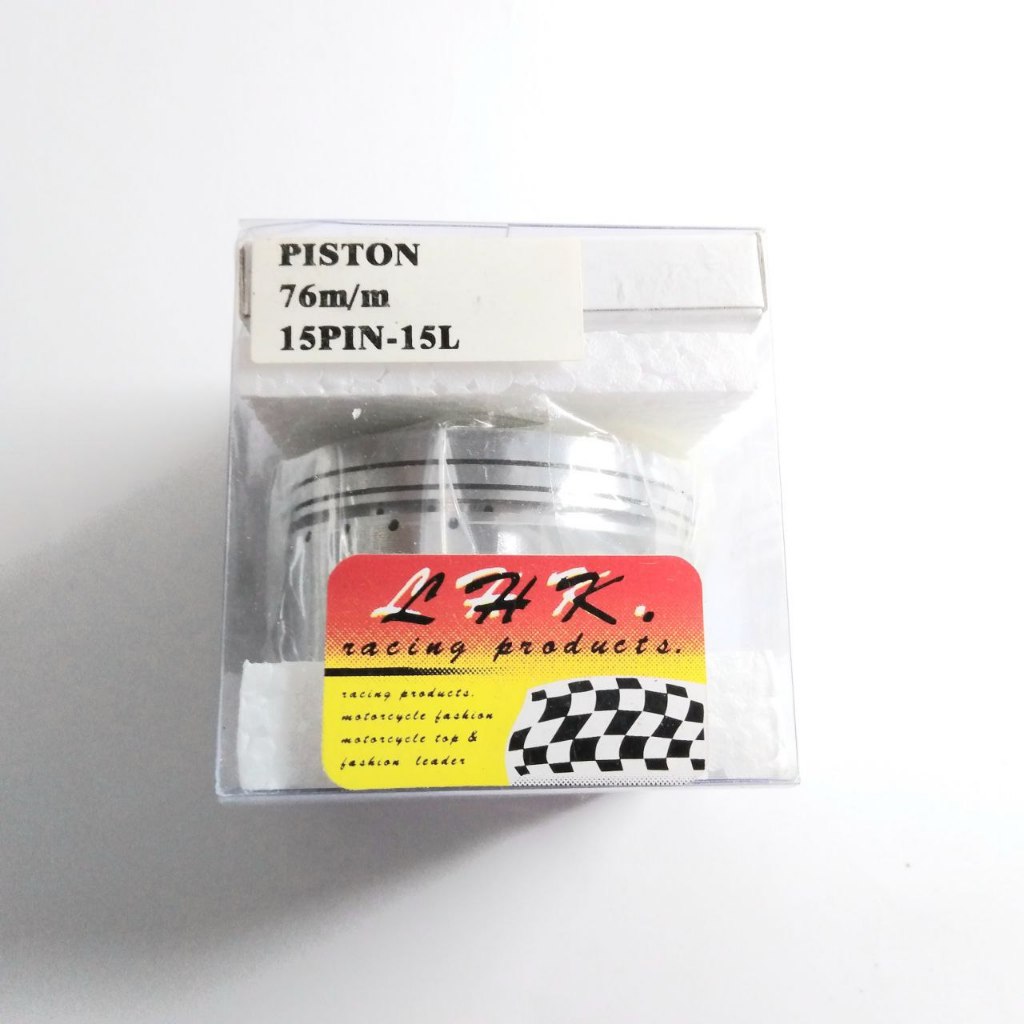 PISTON
76m/m
15PIN-15L
LHK.
racing products.
racing products.
motorcycle fashion
motorcycle top &
fashion leader